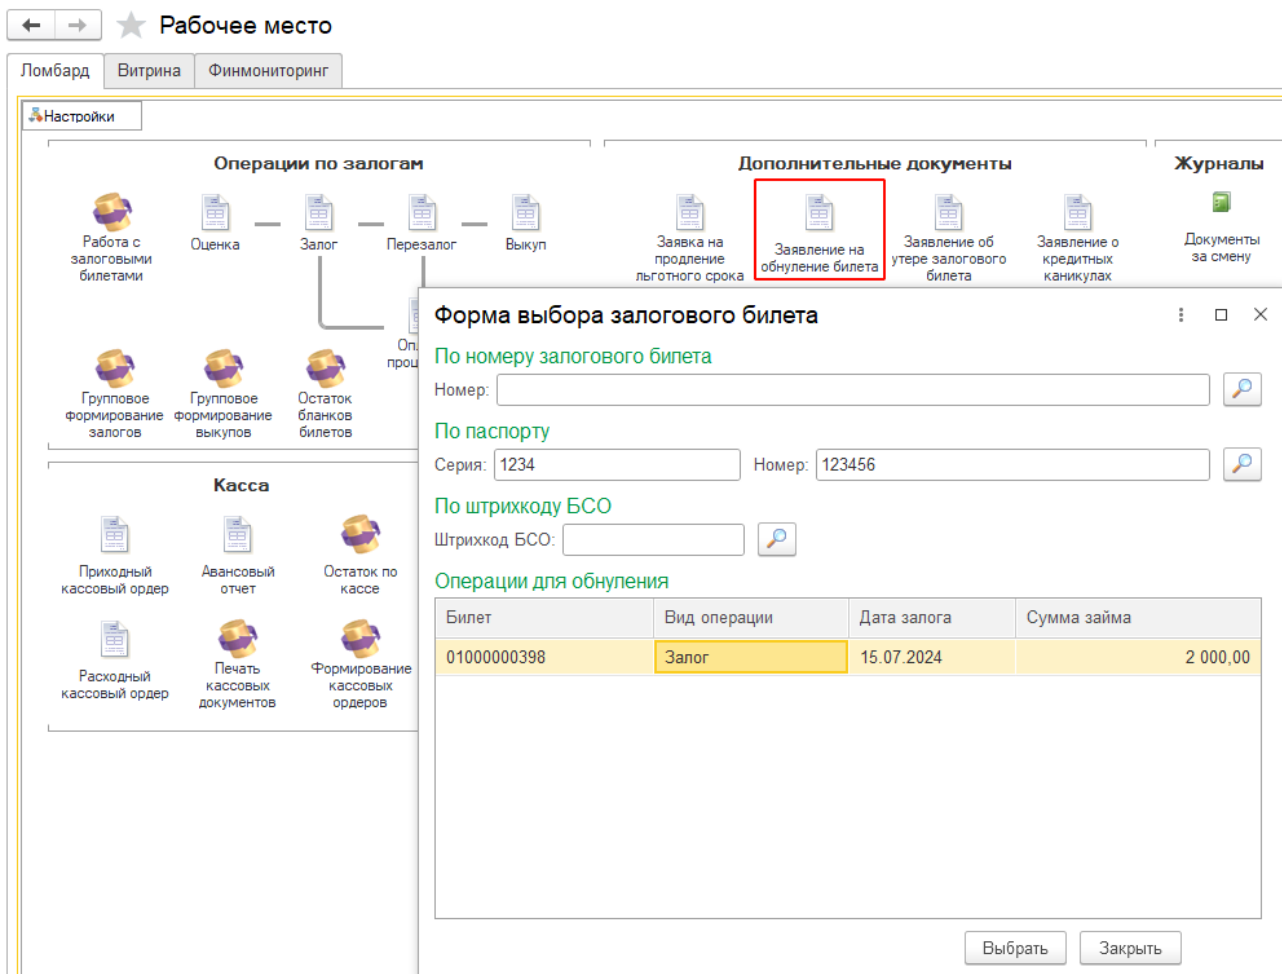 Рабочее место
Ломбард
Витрина
Финмониторинг
Настройки
Операции по залогам
Работа с
залоговыми
билетами
Оценка
Залог
Перезалог
Выкуп
Групповое
формирование
залогов
Групповое
формирование
выкупов
Остаток
бланков
билетов
Дополнительные документы
Заявка на
продление
льготного срока
Заявление на
обнуление билета
Заявление об
утере залогового
билета
Заявление о
кредитных
каникулах
Журналы
Документы
за смену
Касса
Приходный
кассовый ордер
Авансовый
отчет
Остаток по
кассе
Расходный
кассовый ордер
Печать
кассовых
документов
Формирование
кассовых
ордеров
Форма выбора залогового билета
По номеру залогового билета
Номер:
По паспорту
Серия: 1234 Номер: 123456
По штрихкоду БСО
Штрихкод БСО:
Операции для обнуления
Билет Вид операции Дата залога Сумма займа
01000000398 Залог 15.07.2024 2 000,00
Выбрать Закрыть